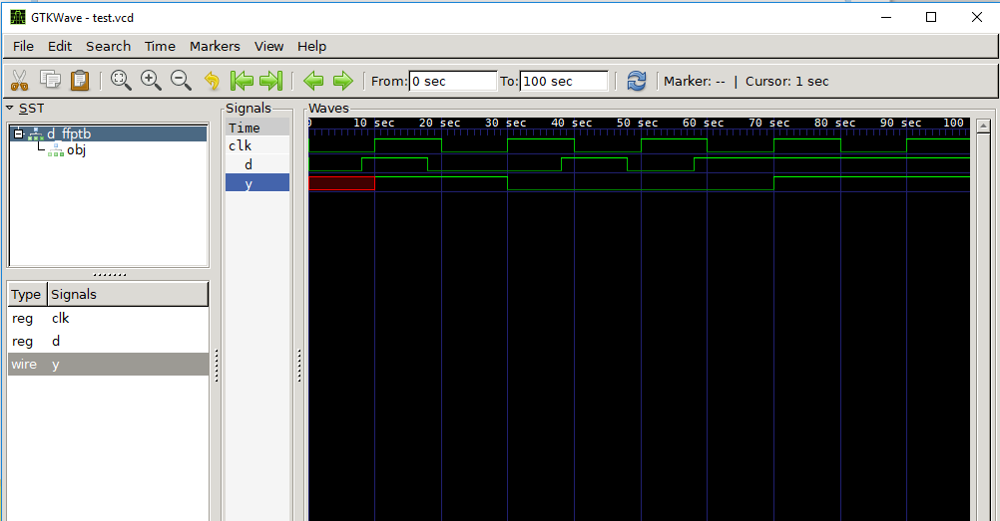 GTKWave - test.vcd
File Edit Search Time Markers View Help
From: 0 sec To: 100 sec Marker: -- | Cursor: 1 sec
SST
d_ffptb
obj
Type Signals
reg clk
reg d
wire y
Signals
Time
clk
d
y
Waves
0 10 sec 20 sec 30 sec 40 sec 50 sec 60 sec 70 sec 80 sec 90 sec 100